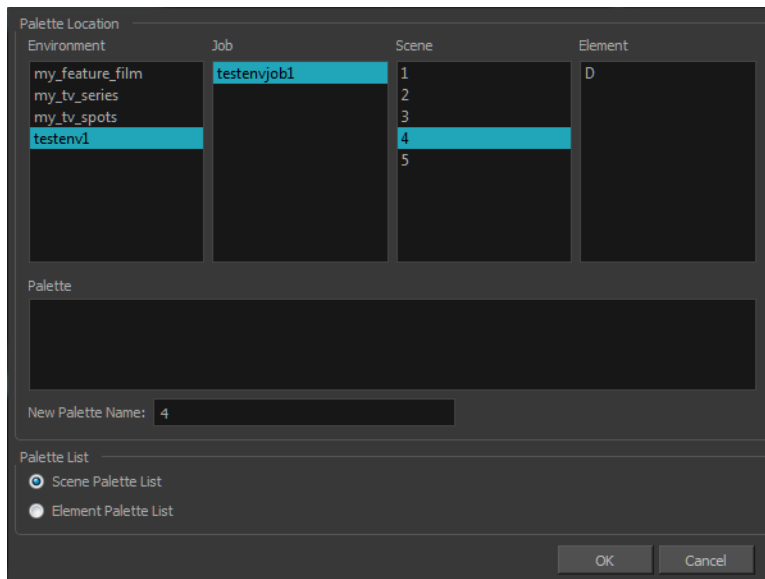 Palette Location
Environment Job Scene Element
my_feature_film testenvjob1 1 D
my_tv_series 2
my_tv_spots 3
testenv1 4
5
Palette
New Palette Name: 4
Palette List
Scene Palette List
Element Palette List
OK Cancel